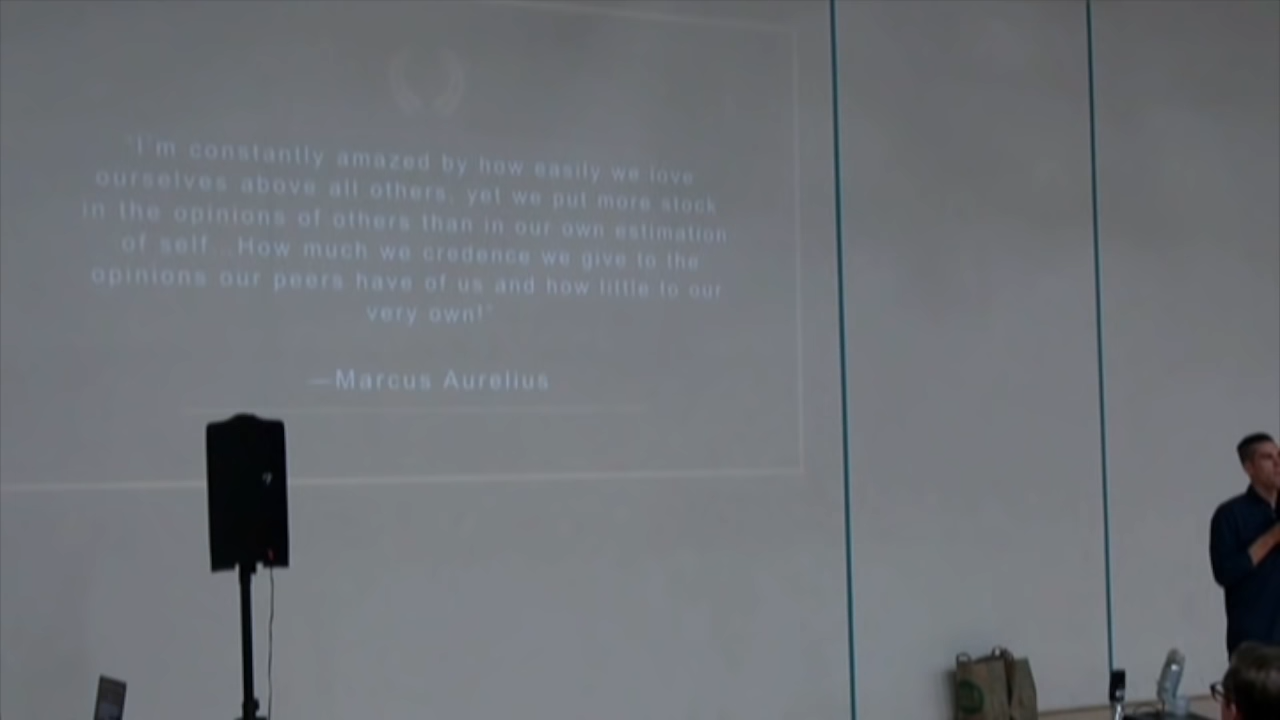 "I'm constantly amazed by how easily we love
ourselves above all others, yet we put more stock
in the opinions of others than in our own estimation
of self...How much we credence we give to the
opinions our peers have of us and how little to our
very own!"
—Marcus Aurelius